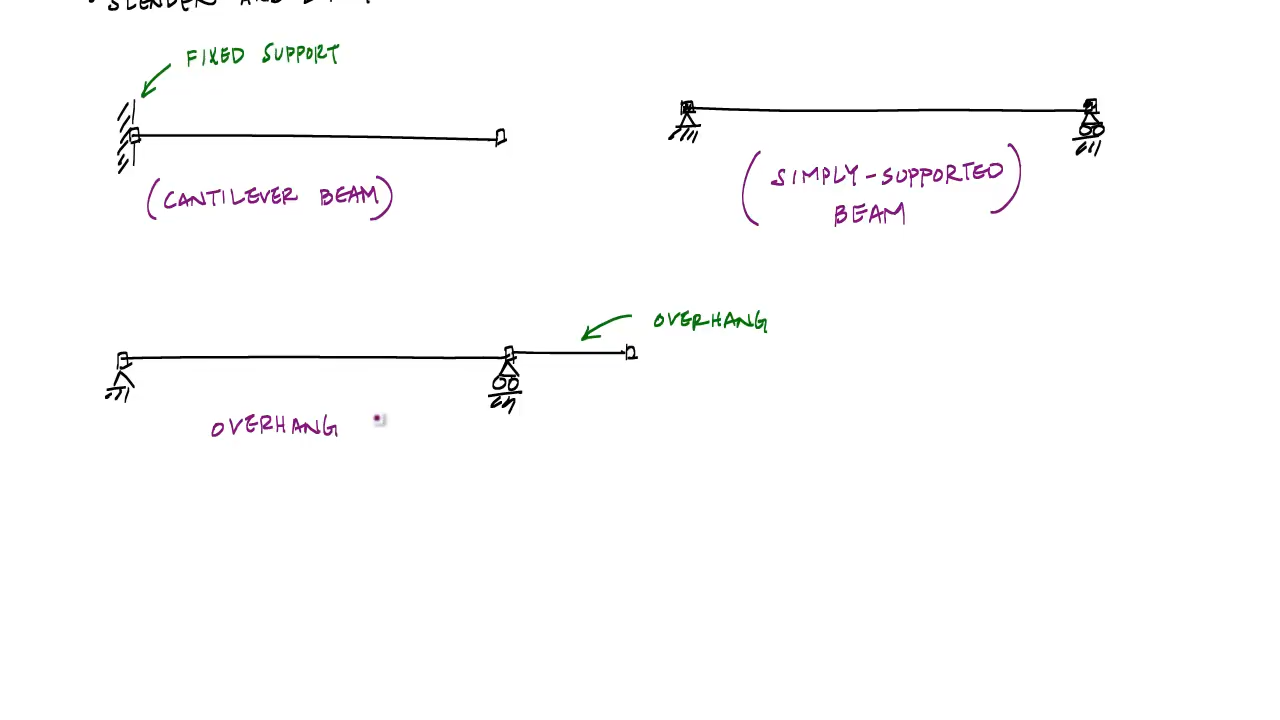 FIXED SUPPORT
(CANTILEVER BEAM)
(SIMPLY-SUPPORTED
BEAM)
OVERHANG
OVERHANG